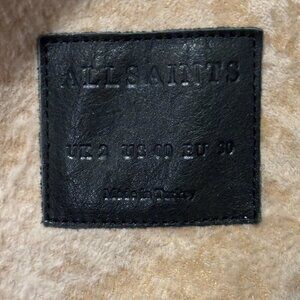 ALLSAINTS
UK 2 US 00 EU 30
Made in Turkey